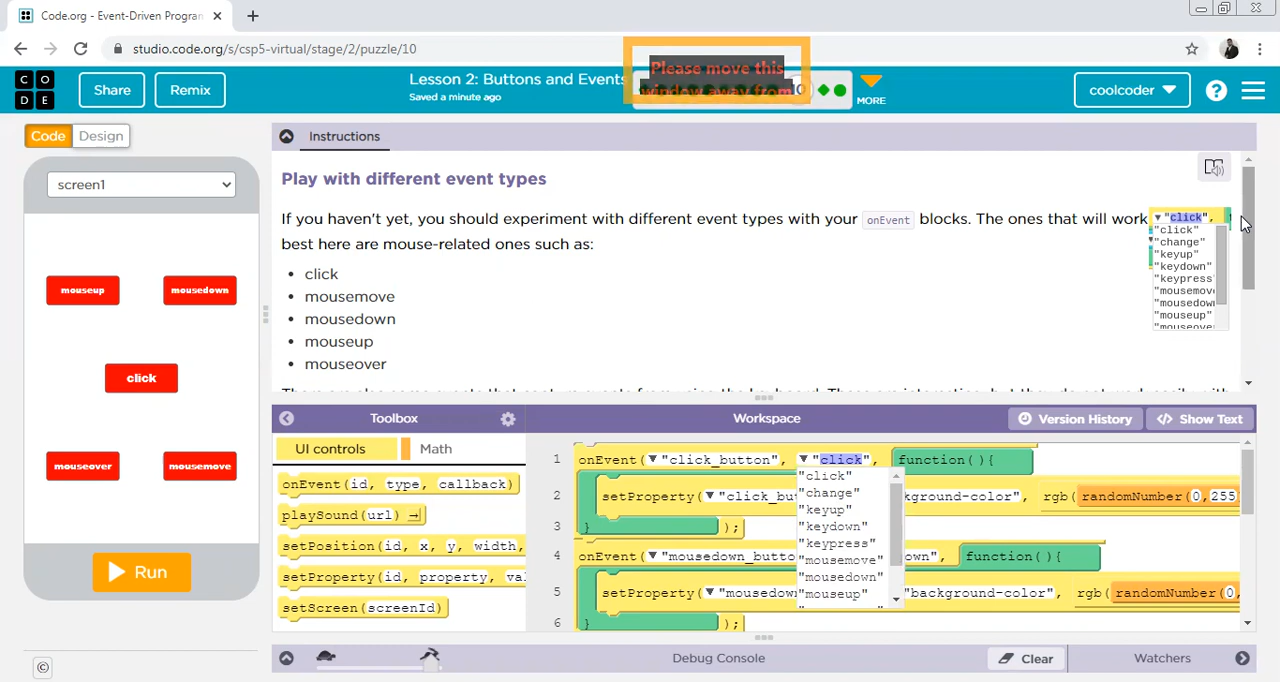 Code.org - Event-Driven Program
studio.code.org/s/csp5-virtual/stage/2/puzzle/10
C O
D E
Share
Remix
Lesson 2: Buttons and Events
Saved a minute ago
Please move this
window away from
MORE
coolcoder
?
Code
Design
Instructions
screen1
Play with different event types
If you haven't yet, you should experiment with different event types with your onEvent blocks. The ones that will work
best here are mouse-related ones such as:
• click
• mousemove
• mousedown
• mouseup
• mouseover
"click",
"click"
"change"
"keyup"
"keydown"
"keypress"
"mousemove
"mousedow
"mouseup"
"mouseove
mouseup
mousedown
click
mouseover
mousemove
Run
Toolbox
Workspace
Version History
Show Text
UI controls
Math
onEvent(id, type, callback)
playSound(url)
setPosition(id, x, y, width,
setProperty(id, property, va
setScreen(screenId)
1 onEvent( "click_button", "click", function( ){
2 setProperty( "click_bu ground-color", rgb( randomNumber(0,255)
3 } );
4 onEvent( "mousedown_butto own", function( ){
5 setProperty( "mousedow "background-color", rgb( randomNumber(0,
6 } );
"click"
"change"
"keyup"
"keydown"
"keypress"
"mousemove"
"mousedown"
"mouseup"
©
Debug Console
Clear
Watchers